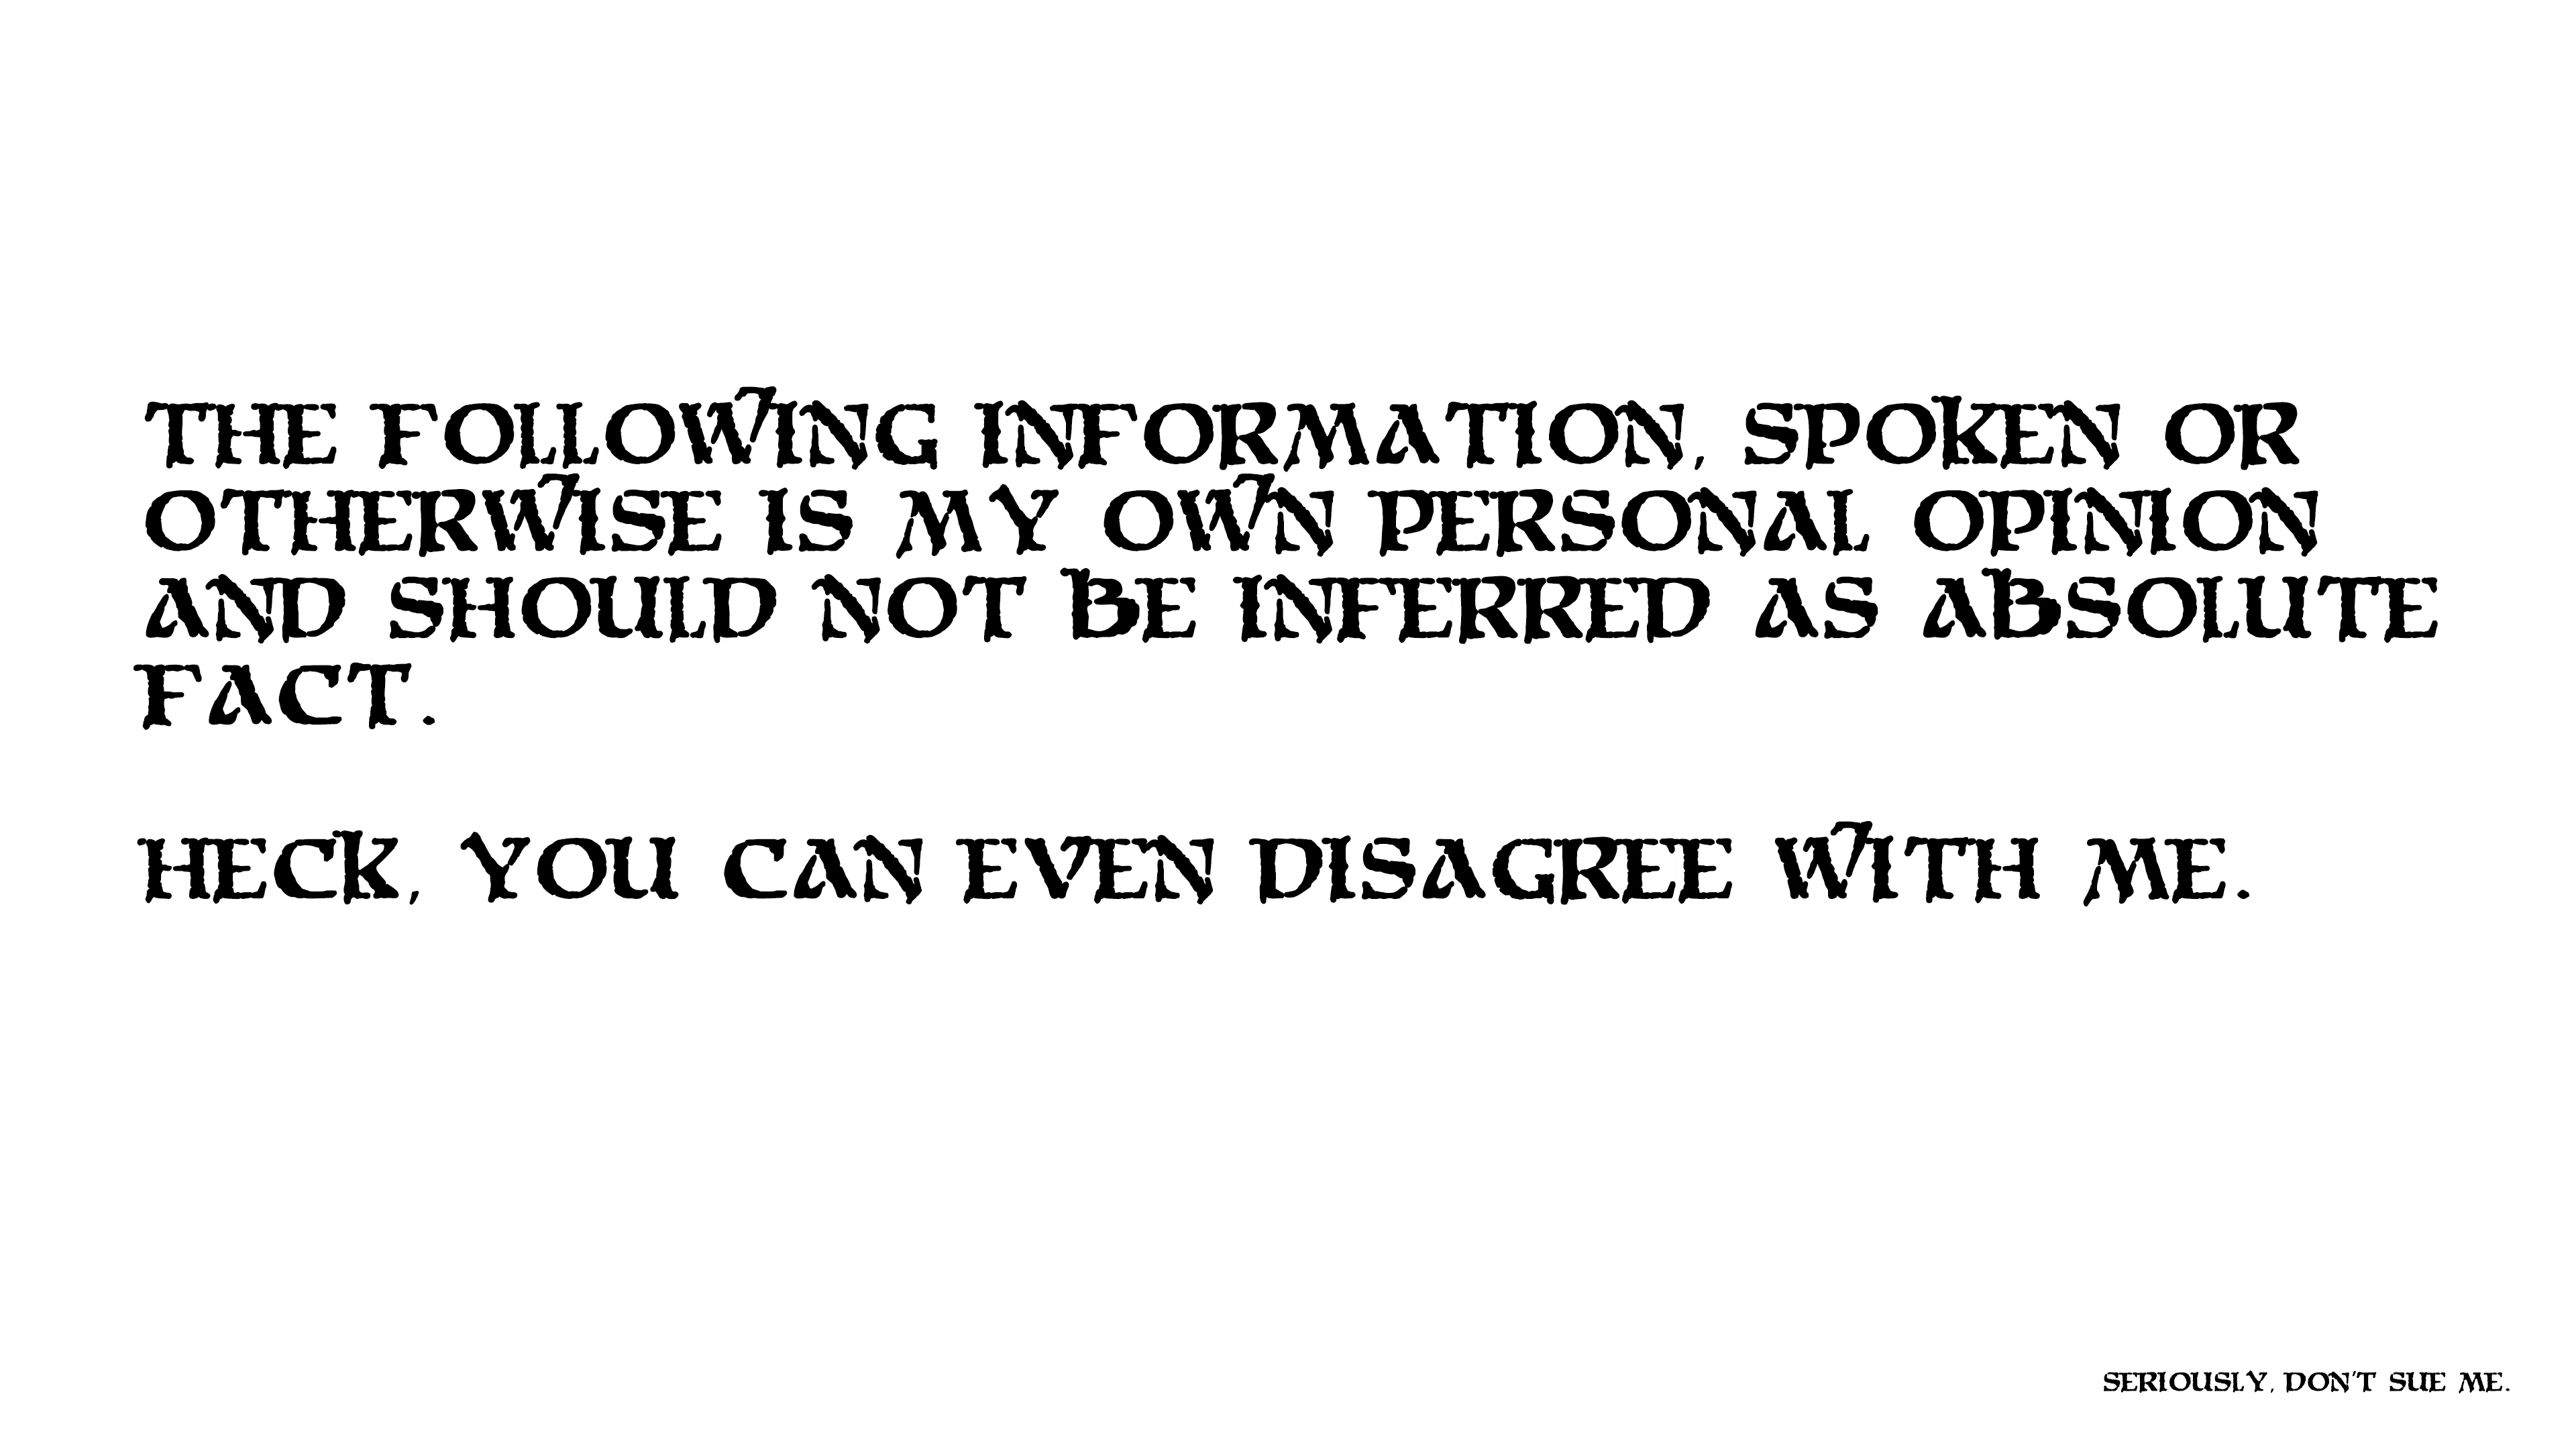 THE FOLLOWING INFORMATION, SPOKEN OR
OTHERWISE IS MY OWN PERSONAL OPINION
AND SHOULD NOT BE INFERRED AS ABSOLUTE
FACT.
HECK, YOU CAN EVEN DISAGREE WITH ME.
SERIOUSLY, DON'T SUE ME.